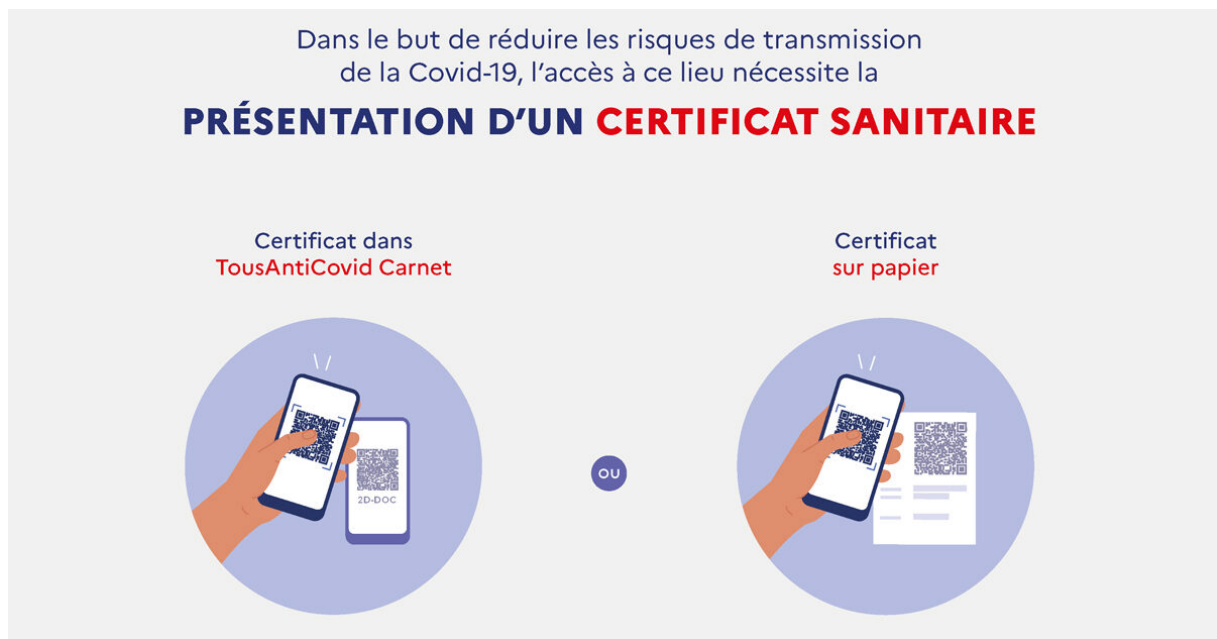 Dans le but de réduire les risques de transmission
de la Covid-19, l’accès à ce lieu nécessite la
PRÉSENTATION D’UN CERTIFICAT SANITAIRE
Certificat dans
TousAntiCovid Carnet
Certificat
sur papier
OU
2D-DOC